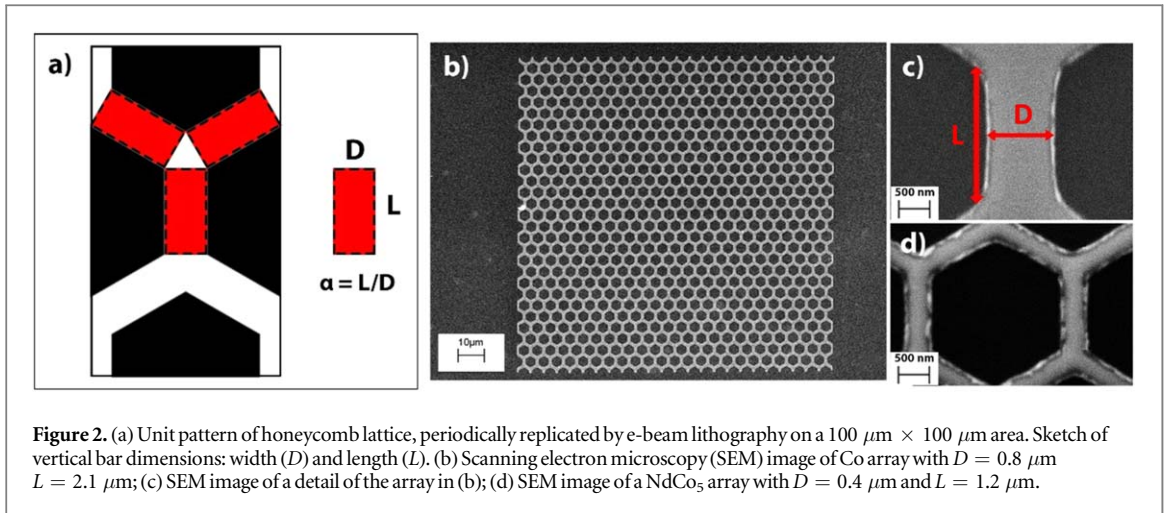 a)
D
L
α = L/D
b)
10μm
c)
L
D
500 nm
d)
500 nm
Figure 2. (a) Unit pattern of honeycomb lattice, periodically replicated by e-beam lithography on a 100 μm × 100 μm area. Sketch of
vertical bar dimensions: width (D) and length (L). (b) Scanning electron microscopy (SEM) image of Co array with D = 0.8 μm
L = 2.1 μm; (c) SEM image of a detail of the array in (b); (d) SEM image of a NdCo₅ array with D = 0.4 μm and L = 1.2 μm.